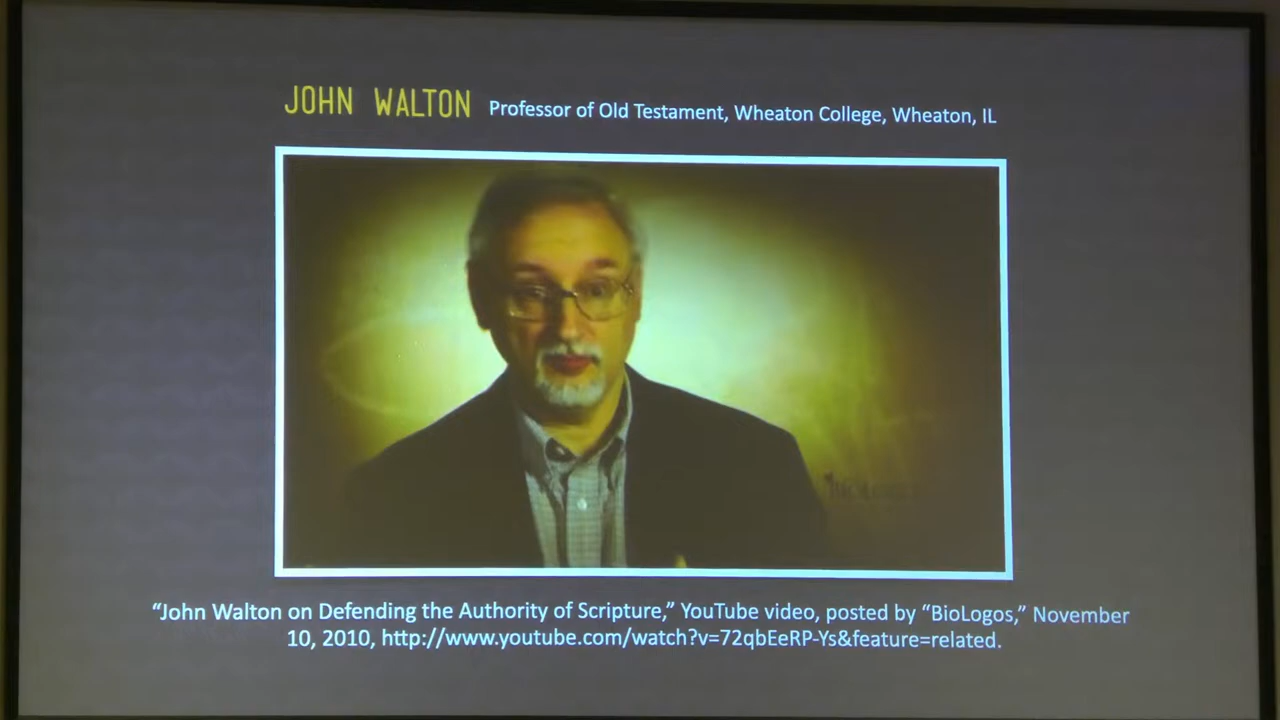 JOHN WALTON Professor of Old Testament, Wheaton College, Wheaton, IL
“John Walton on Defending the Authority of Scripture,” YouTube video, posted by “BioLogos,” November
10, 2010, http://www.youtube.com/watch?v=72qbEeRP-Ys&feature=related.